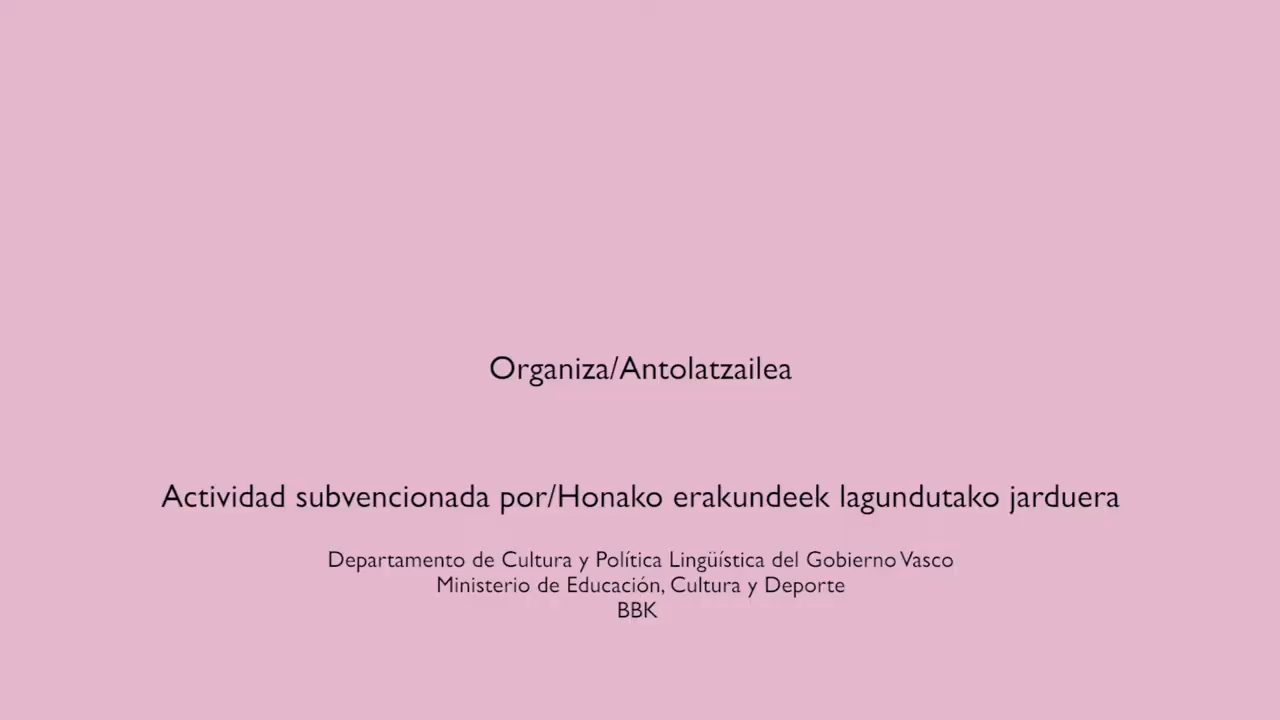 Organiza/Antolatzailea
Actividad subvencionada por/Honako erakundeek lagundutako jarduera
Departamento de Cultura y Política Lingüística del Gobierno Vasco
Ministerio de Educación, Cultura y Deporte
BBK